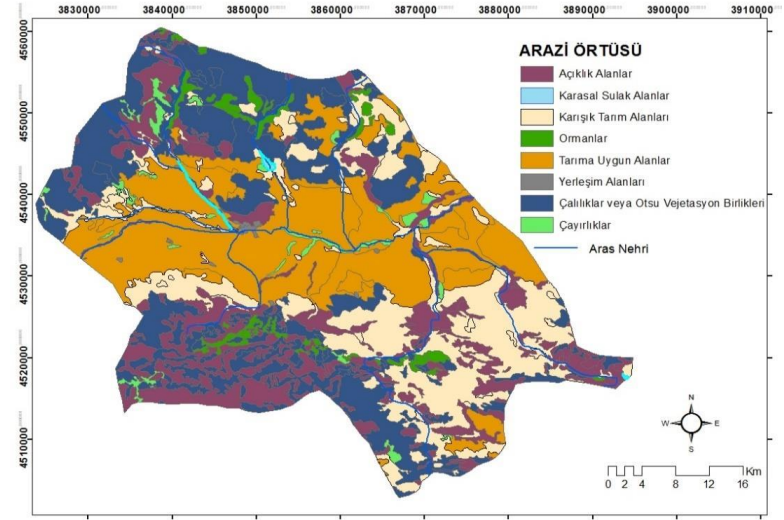 3830000 3840000 3850000 3860000 3870000 3880000 3890000 3900000 3910000
4560000
4550000
4540000
4530000
4520000
4510000
ARAZİ ÖRTÜSÜ
Açıklık Alanlar
Karasal Sulak Alanlar
Karışık Tarım Alanları
Ormanlar
Tarıma Uygun Alanlar
Yerleşim Alanları
Çalılıklar veya Otsu Vejetasyon Birlikleri
Çayırlıklar
Aras Nehri
N
W E
S
Km
0 2 4 8 12 16